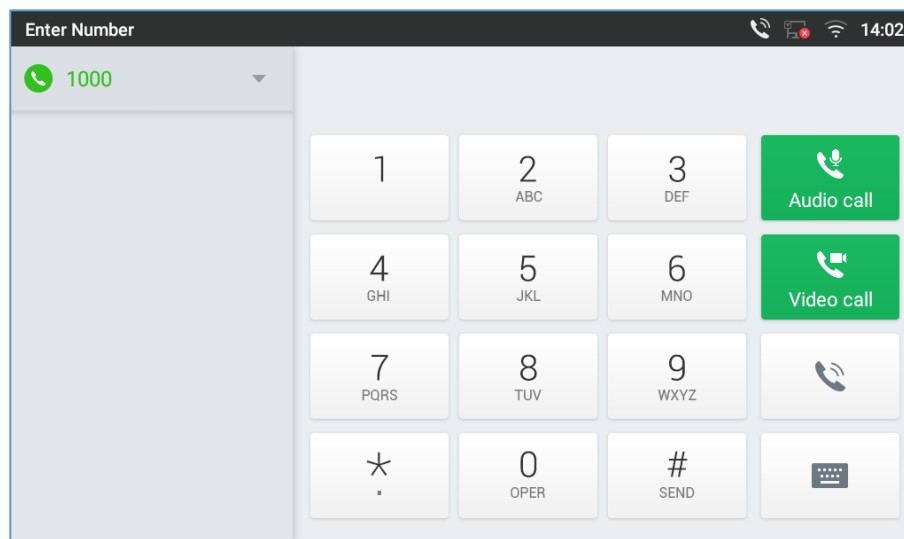 Enter Number
14:02
1000
1
2
ABC
3
DEF
Audio call
4
GHI
5
JKL
6
MNO
Video call
7
PQRS
8
TUV
9
WXYZ
*
.
0
OPER
#
SEND